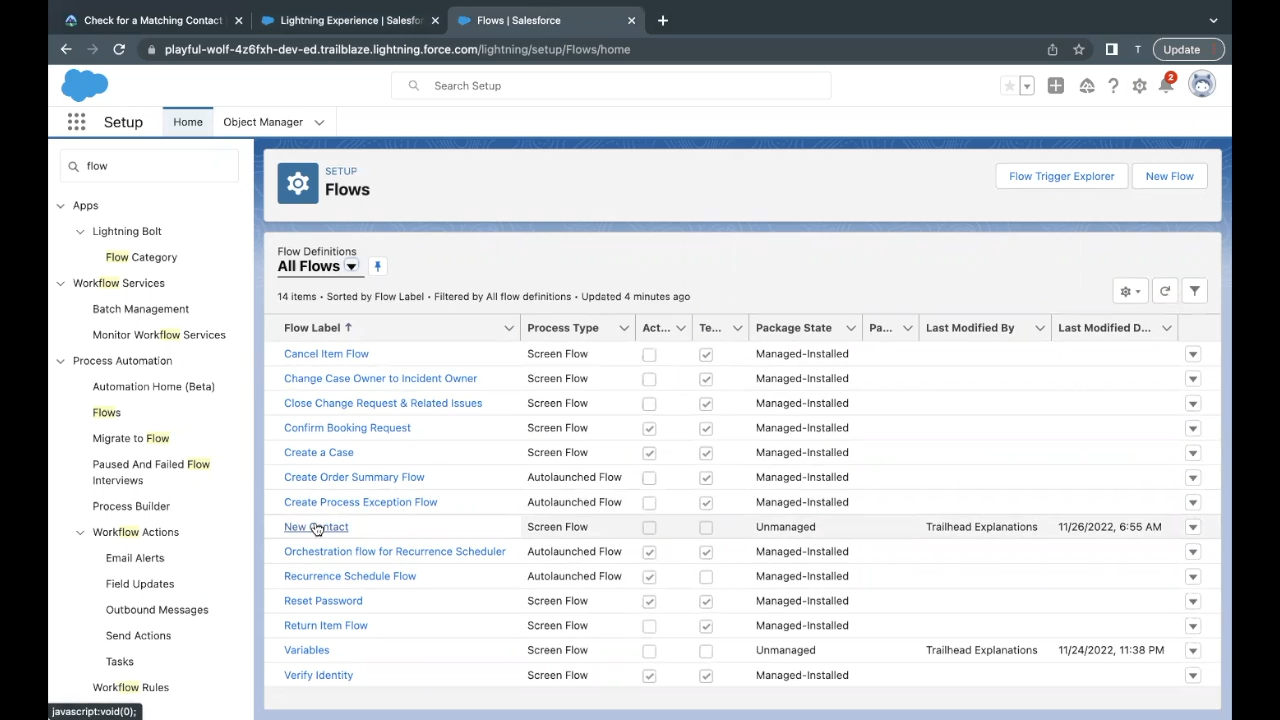 Check for a Matching Contact
Lightning Experience | Salesfor
Flows | Salesforce
playful-wolf-4z6fxh-dev-ed.trailblaze.lightning.force.com/lightning/setup/Flows/home
T
Update
Search Setup
2
Setup
Home
Object Manager
flow
Apps
Lightning Bolt
Flow Category
Workflow Services
Batch Management
Monitor Workflow Services
Process Automation
Automation Home (Beta)
Flows
Migrate to Flow
Paused And Failed Flow
Interviews
Process Builder
Workflow Actions
Email Alerts
Field Updates
Outbound Messages
Send Actions
Tasks
Workflow Rules
javascript:void(0);
SETUP
Flows
Flow Trigger Explorer
New Flow
Flow Definitions
All Flows
14 items • Sorted by Flow Label • Filtered by All flow definitions • Updated 4 minutes ago
Flow Label ↑ Process Type Act... Te... Package State Pa... Last Modified By Last Modified D...
Cancel Item Flow Screen Flow Managed-Installed
Change Case Owner to Incident Owner Screen Flow Managed-Installed
Close Change Request & Related Issues Screen Flow Managed-Installed
Confirm Booking Request Screen Flow Managed-Installed
Create a Case Screen Flow Managed-Installed
Create Order Summary Flow Autolaunched Flow Managed-Installed
Create Process Exception Flow Autolaunched Flow Managed-Installed
New Contact Screen Flow Unmanaged Trailhead Explanations 11/26/2022, 6:55 AM
Orchestration flow for Recurrence Scheduler Autolaunched Flow Managed-Installed
Recurrence Schedule Flow Autolaunched Flow Managed-Installed
Reset Password Screen Flow Managed-Installed
Return Item Flow Screen Flow Managed-Installed
Variables Screen Flow Unmanaged Trailhead Explanations 11/24/2022, 11:38 PM
Verify Identity Screen Flow Managed-Installed